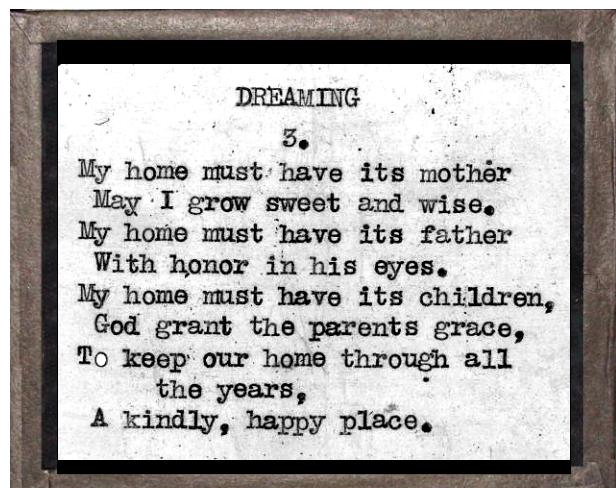 DREAMING
3.
My home must have its mother
May I grow sweet and wise.
My home must have its father
With honor in his eyes.
My home must have its children,
God grant the parents grace,
To keep our home through all
the years,
A kindly, happy place.